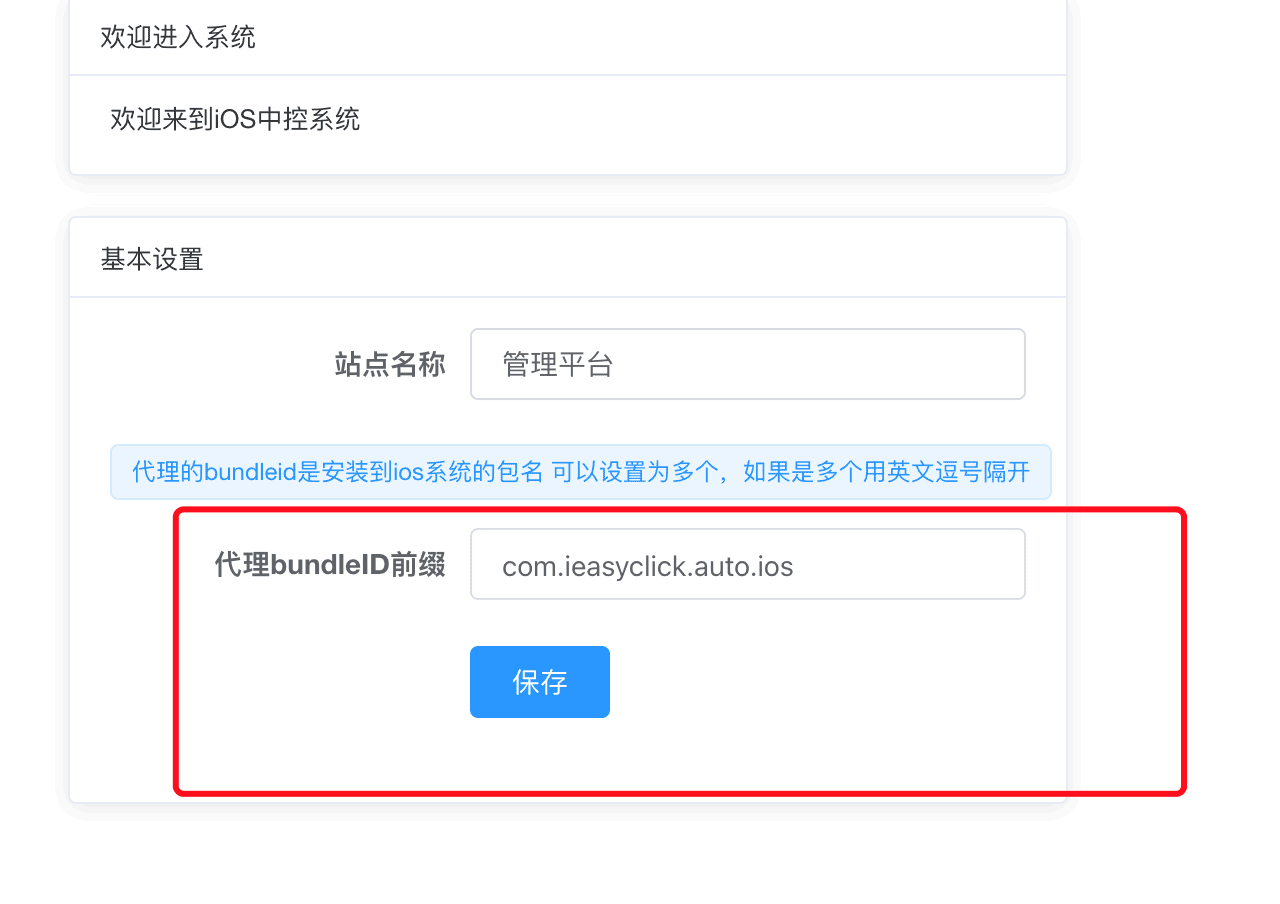 欢迎进入系统
欢迎来到iOS中控系统
基本设置
站点名称
管理平台
代理的bundleid是安装到ios系统的包名 可以设置为多个，如果是多个用英文逗号隔开
代理bundleID前缀
com.ieasyclick.auto.ios
保存